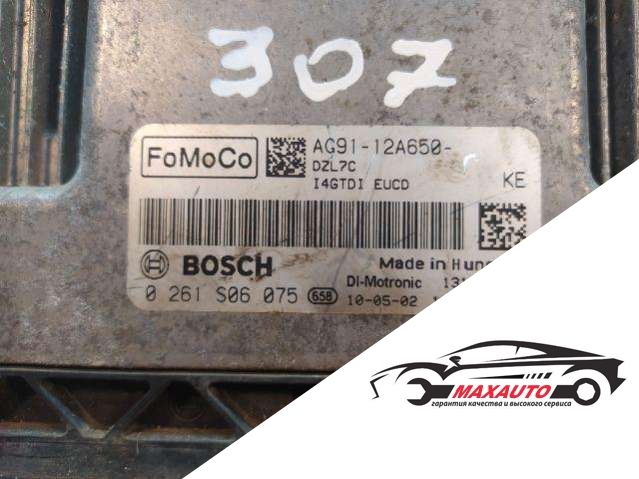 307
FoMoCo
AG91-12A650-
DZL7C
I4GTDI EUCD
KE
BOSCH
Made in
DI-Motronic
0 261 S06 075
658
10-05-02
MAXAUTO
гарантия качества и высокого сервиса